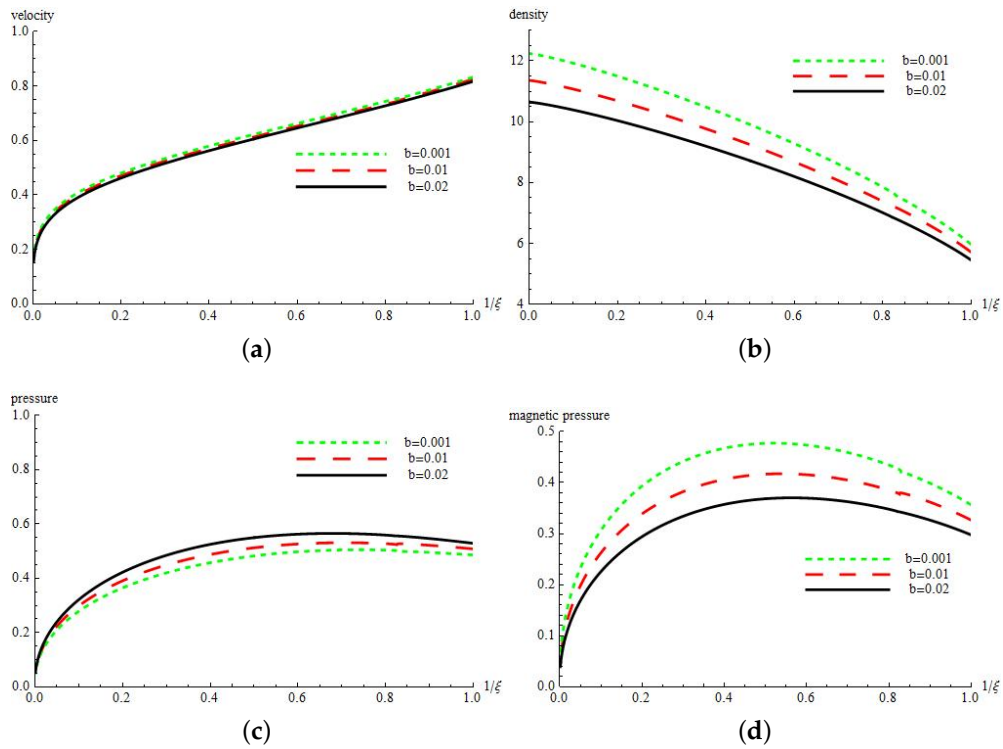 velocity
1.0
0.8
0.6
0.4
0.2
0.0
b=0.001
b=0.01
b=0.02
0.0 0.2 0.4 0.6 0.8 1.0
1/ξ
(a)
density
12
10
8
6
4
b=0.001
b=0.01
b=0.02
0.0 0.2 0.4 0.6 0.8 1.0
1/ξ
(b)
pressure
1.0
0.8
0.6
0.4
0.2
0.0
b=0.001
b=0.01
b=0.02
0.0 0.2 0.4 0.6 0.8 1.0
1/ξ
(c)
magnetic pressure
0.5
0.4
0.3
0.2
0.1
0.0
b=0.001
b=0.01
b=0.02
0.0 0.2 0.4 0.6 0.8 1.0
1/ξ
(d)